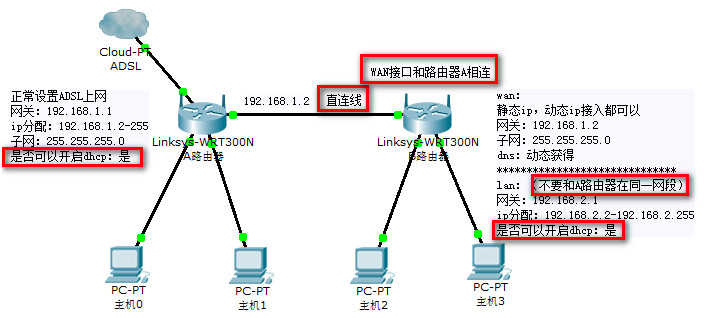 Cloud-PT
ADSL
WAN接口和路由器A相连
正常设置ADSL上网
网关：192.168.1.1
ip分配：192.168.1.2-255
子网：255.255.255.0
是否可以开启dhcp：是
192.168.1.2
直连线
Linksys-WRT300N
A路由器
Linksys-WRT300N
B路由器
wan：
静态ip，动态ip接入都可以
网关：192.168.1.2
子网：255.255.255.0
dns：动态获得
******************************
lan：（不要和A路由器在同一网段）
网关：192.168.2.1
ip分配：192.168.2.2-192.168.2.255
是否可以开启dhcp：是
PC-PT
主机0
PC-PT
主机1
PC-PT
主机2
PC-PT
主机3